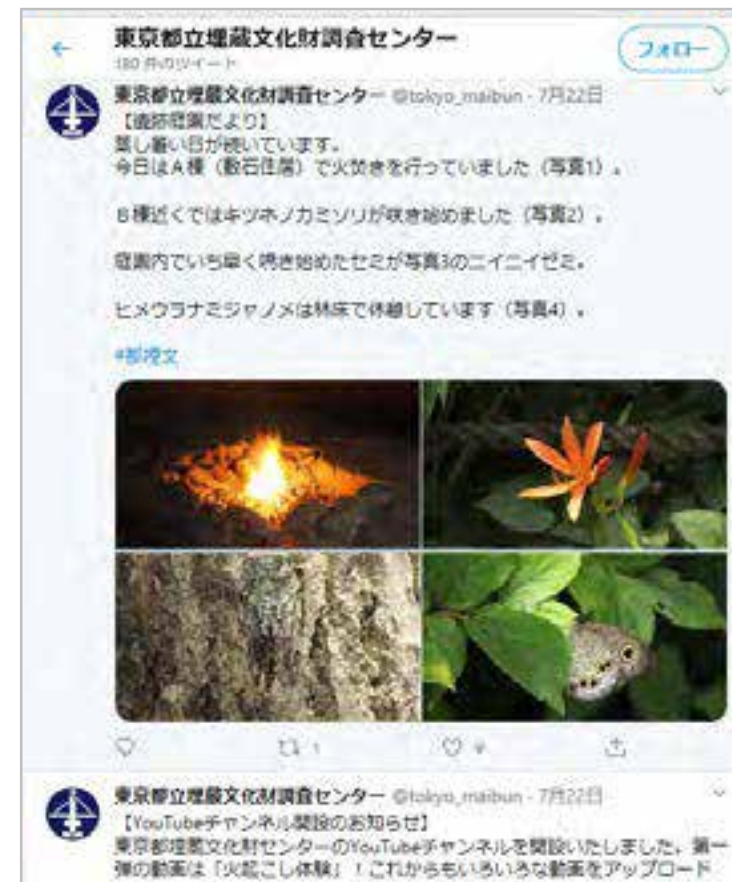 東京都立埋蔵文化財調査センター
180 件のツイート
フォロー
東京都立埋蔵文化財調査センター @tokyo_maibun · 7月22日
【遺跡庭園だより】
蒸し暑い日が続いています。
今日はA棟（敷石住居）で火焚きを行っていました（写真1）。
B棟近くではキツネノカミソリが咲き始めました（写真2）。
庭園内でいち早く鳴き始めたセミが写真3のニイニイゼミ。
ヒメウラナミジャノメは林床で休憩しています（写真4）。
#都埋文
1
9
東京都立埋蔵文化財調査センター @tokyo_maibun · 7月22日
【YouTubeチャンネル開設のお知らせ】
東京都埋蔵文化財センターのYouTubeチャンネルを開設いたしました。第一
弾の動画は「火起こし体験」！これからもいろいろな動画をアップロード